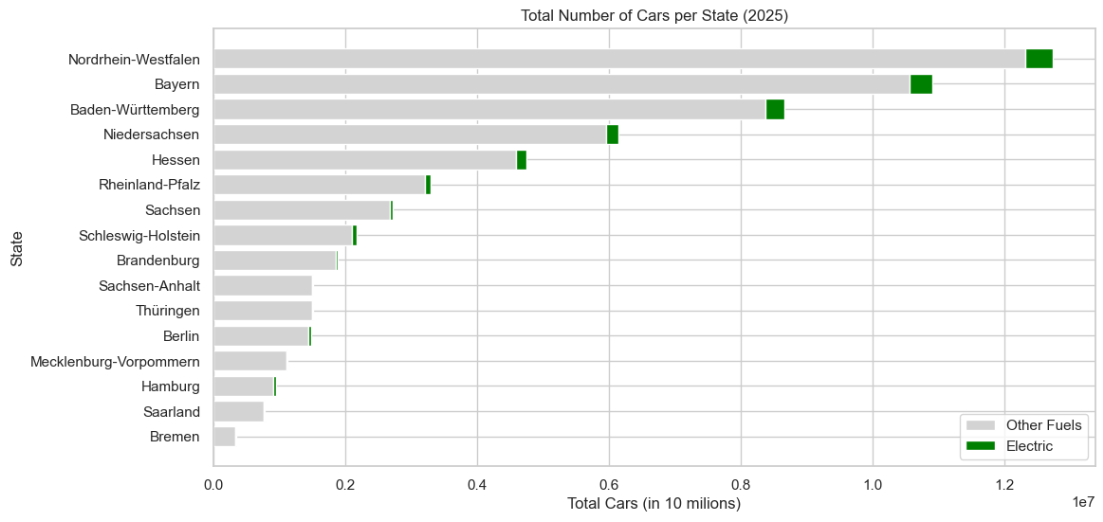 Total Number of Cars per State (2025)
State
Nordrhein-Westfalen
Bayern
Baden-Württemberg
Niedersachsen
Hessen
Rheinland-Pfalz
Sachsen
Schleswig-Holstein
Brandenburg
Sachsen-Anhalt
Thüringen
Berlin
Mecklenburg-Vorpommern
Hamburg
Saarland
Bremen
Other Fuels
Electric
0.0 0.2 0.4 0.6 0.8 1.0 1.2
Total Cars (in 10 milions)
1e7